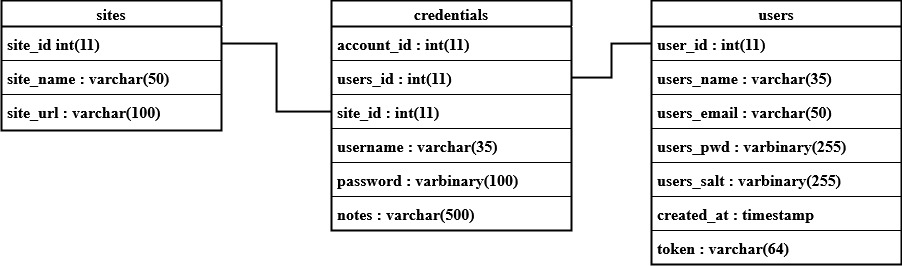 sites
site_id int(11)
site_name : varchar(50)
site_url : varchar(100)
credentials
account_id : int(11)
users_id : int(11)
site_id : int(11)
username : varchar(35)
password : varbinary(100)
notes : varchar(500)
users
user_id : int(11)
users_name : varchar(35)
users_email : varchar(50)
users_pwd : varbinary(255)
users_salt : varbinary(255)
created_at : timestamp
token : varchar(64)